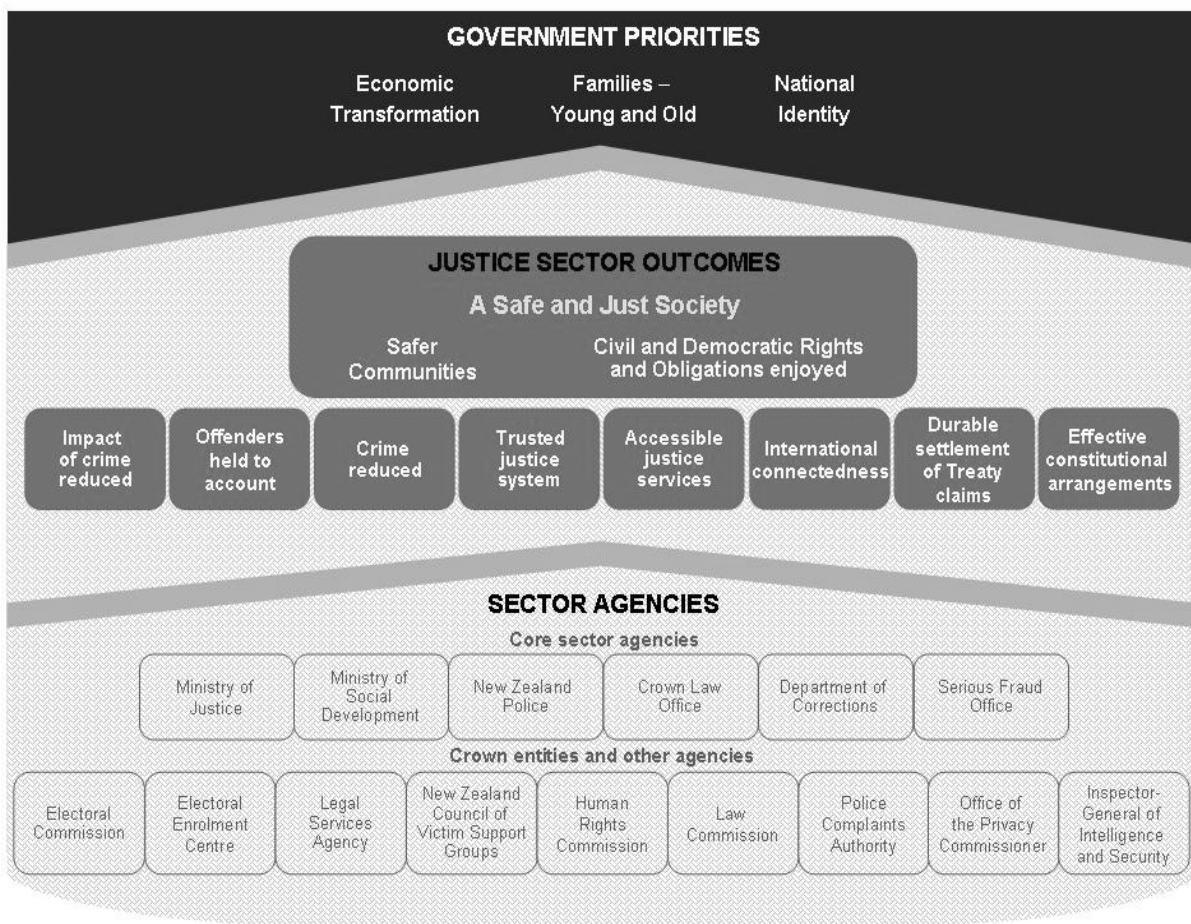 GOVERNMENT PRIORITIES
Economic
Transformation
Families –
Young and Old
National
Identity
JUSTICE SECTOR OUTCOMES
A Safe and Just Society
Safer
Communities
Civil and Democratic Rights
and Obligations enjoyed
Impact
of crime
reduced
Offenders
held to
account
Crime
reduced
Trusted
justice
system
Accessible
justice
services
International
connectedness
Durable
settlement
of Treaty
claims
Effective
constitutional
arrangements
SECTOR AGENCIES
Core sector agencies
Ministry of
Justice
Ministry of
Social
Development
New Zealand
Police
Crown Law
Office
Department of
Corrections
Serious Fraud
Office
Crown entities and other agencies
Electoral
Commission
Electoral
Enrolment
Centre
Legal
Services
Agency
New Zealand
Council of
Victim Support
Groups
Human
Rights
Commission
Law
Commission
Police
Complaints
Authority
Office of
the Privacy
Commissioner
Inspector-
General of
Intelligence
and Security